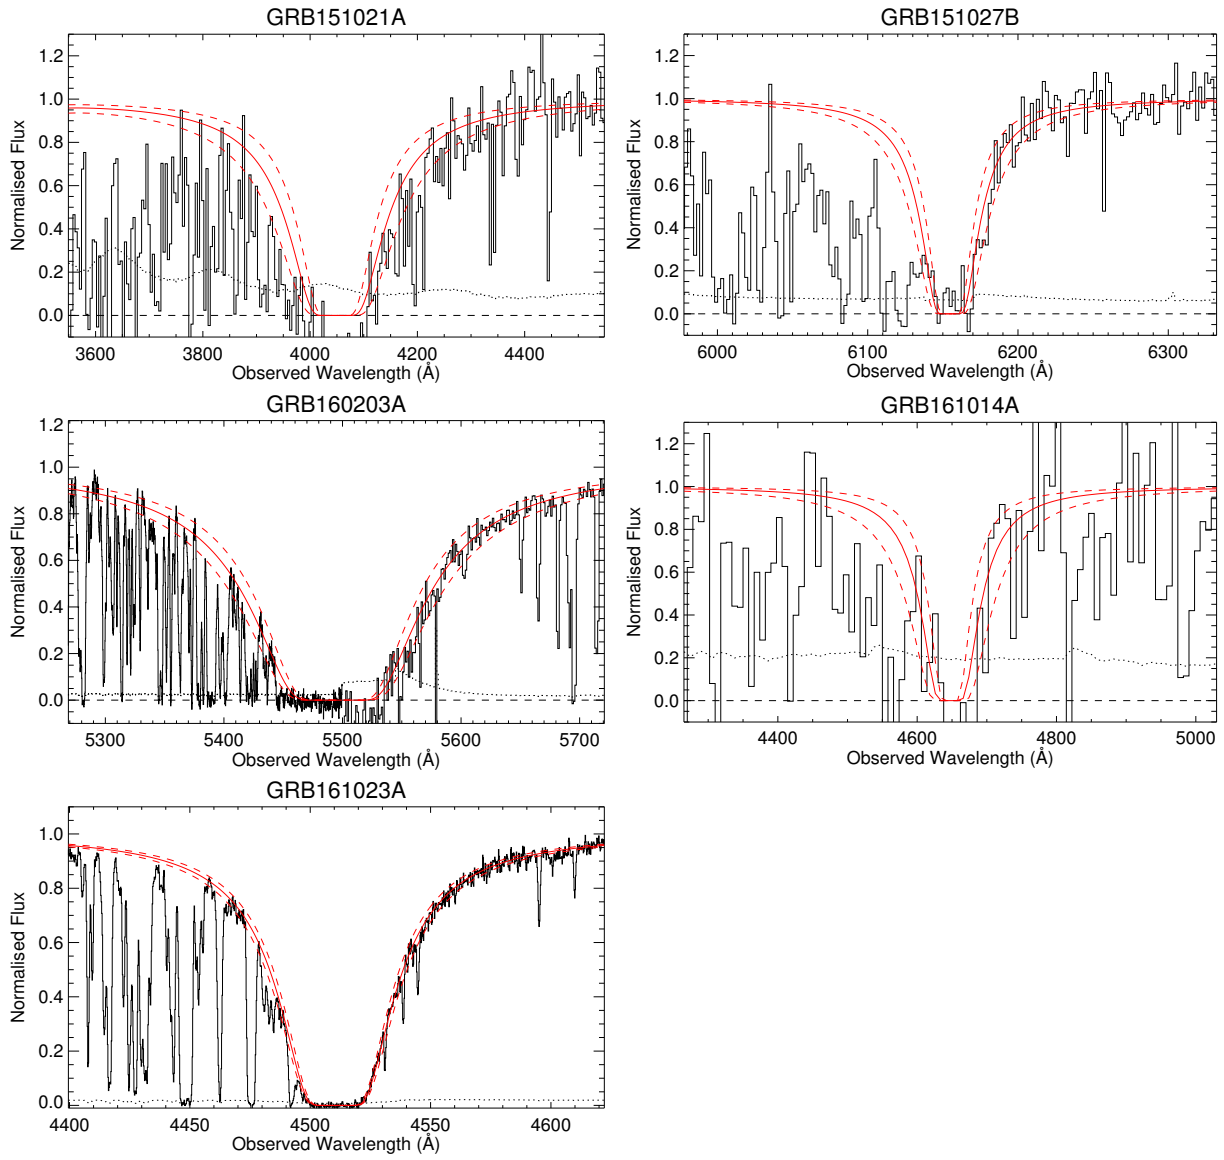 GRB151021A
1.2
1.0
0.8
0.6
0.4
0.2
0.0
Normalised Flux
3600 3800 4000 4200 4400
Observed Wavelength (Å)
GRB151027B
1.2
1.0
0.8
0.6
0.4
0.2
0.0
Normalised Flux
6000 6100 6200 6300
Observed Wavelength (Å)
GRB160203A
1.2
1.0
0.8
0.6
0.4
0.2
0.0
Normalised Flux
5300 5400 5500 5600 5700
Observed Wavelength (Å)
GRB161014A
1.2
1.0
0.8
0.6
0.4
0.2
0.0
Normalised Flux
4400 4600 4800 5000
Observed Wavelength (Å)
GRB161023A
1.0
0.8
0.6
0.4
0.2
0.0
Normalised Flux
4400 4450 4500 4550 4600
Observed Wavelength (Å)